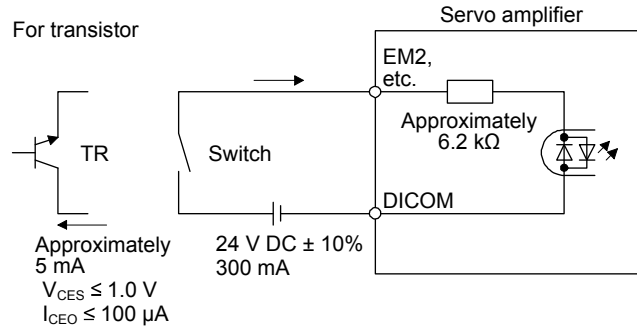 Servo amplifier
For transistor
EM2,
etc.
Approximately
6.2 kΩ
TR
Switch
DICOM
Approximately
5 mA
V_CES ≤ 1.0 V
I_CEO ≤ 100 μA
24 V DC ± 10%
300 mA